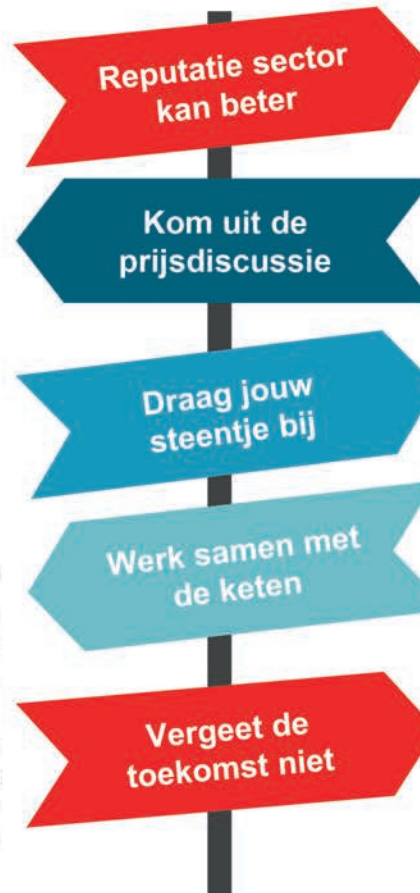 Reputatie sector
kan beter
Kom uit de
prijsdiscussie
Draag jouw
steentje bij
Werk samen met
de keten
Vergeet de
toekomst niet